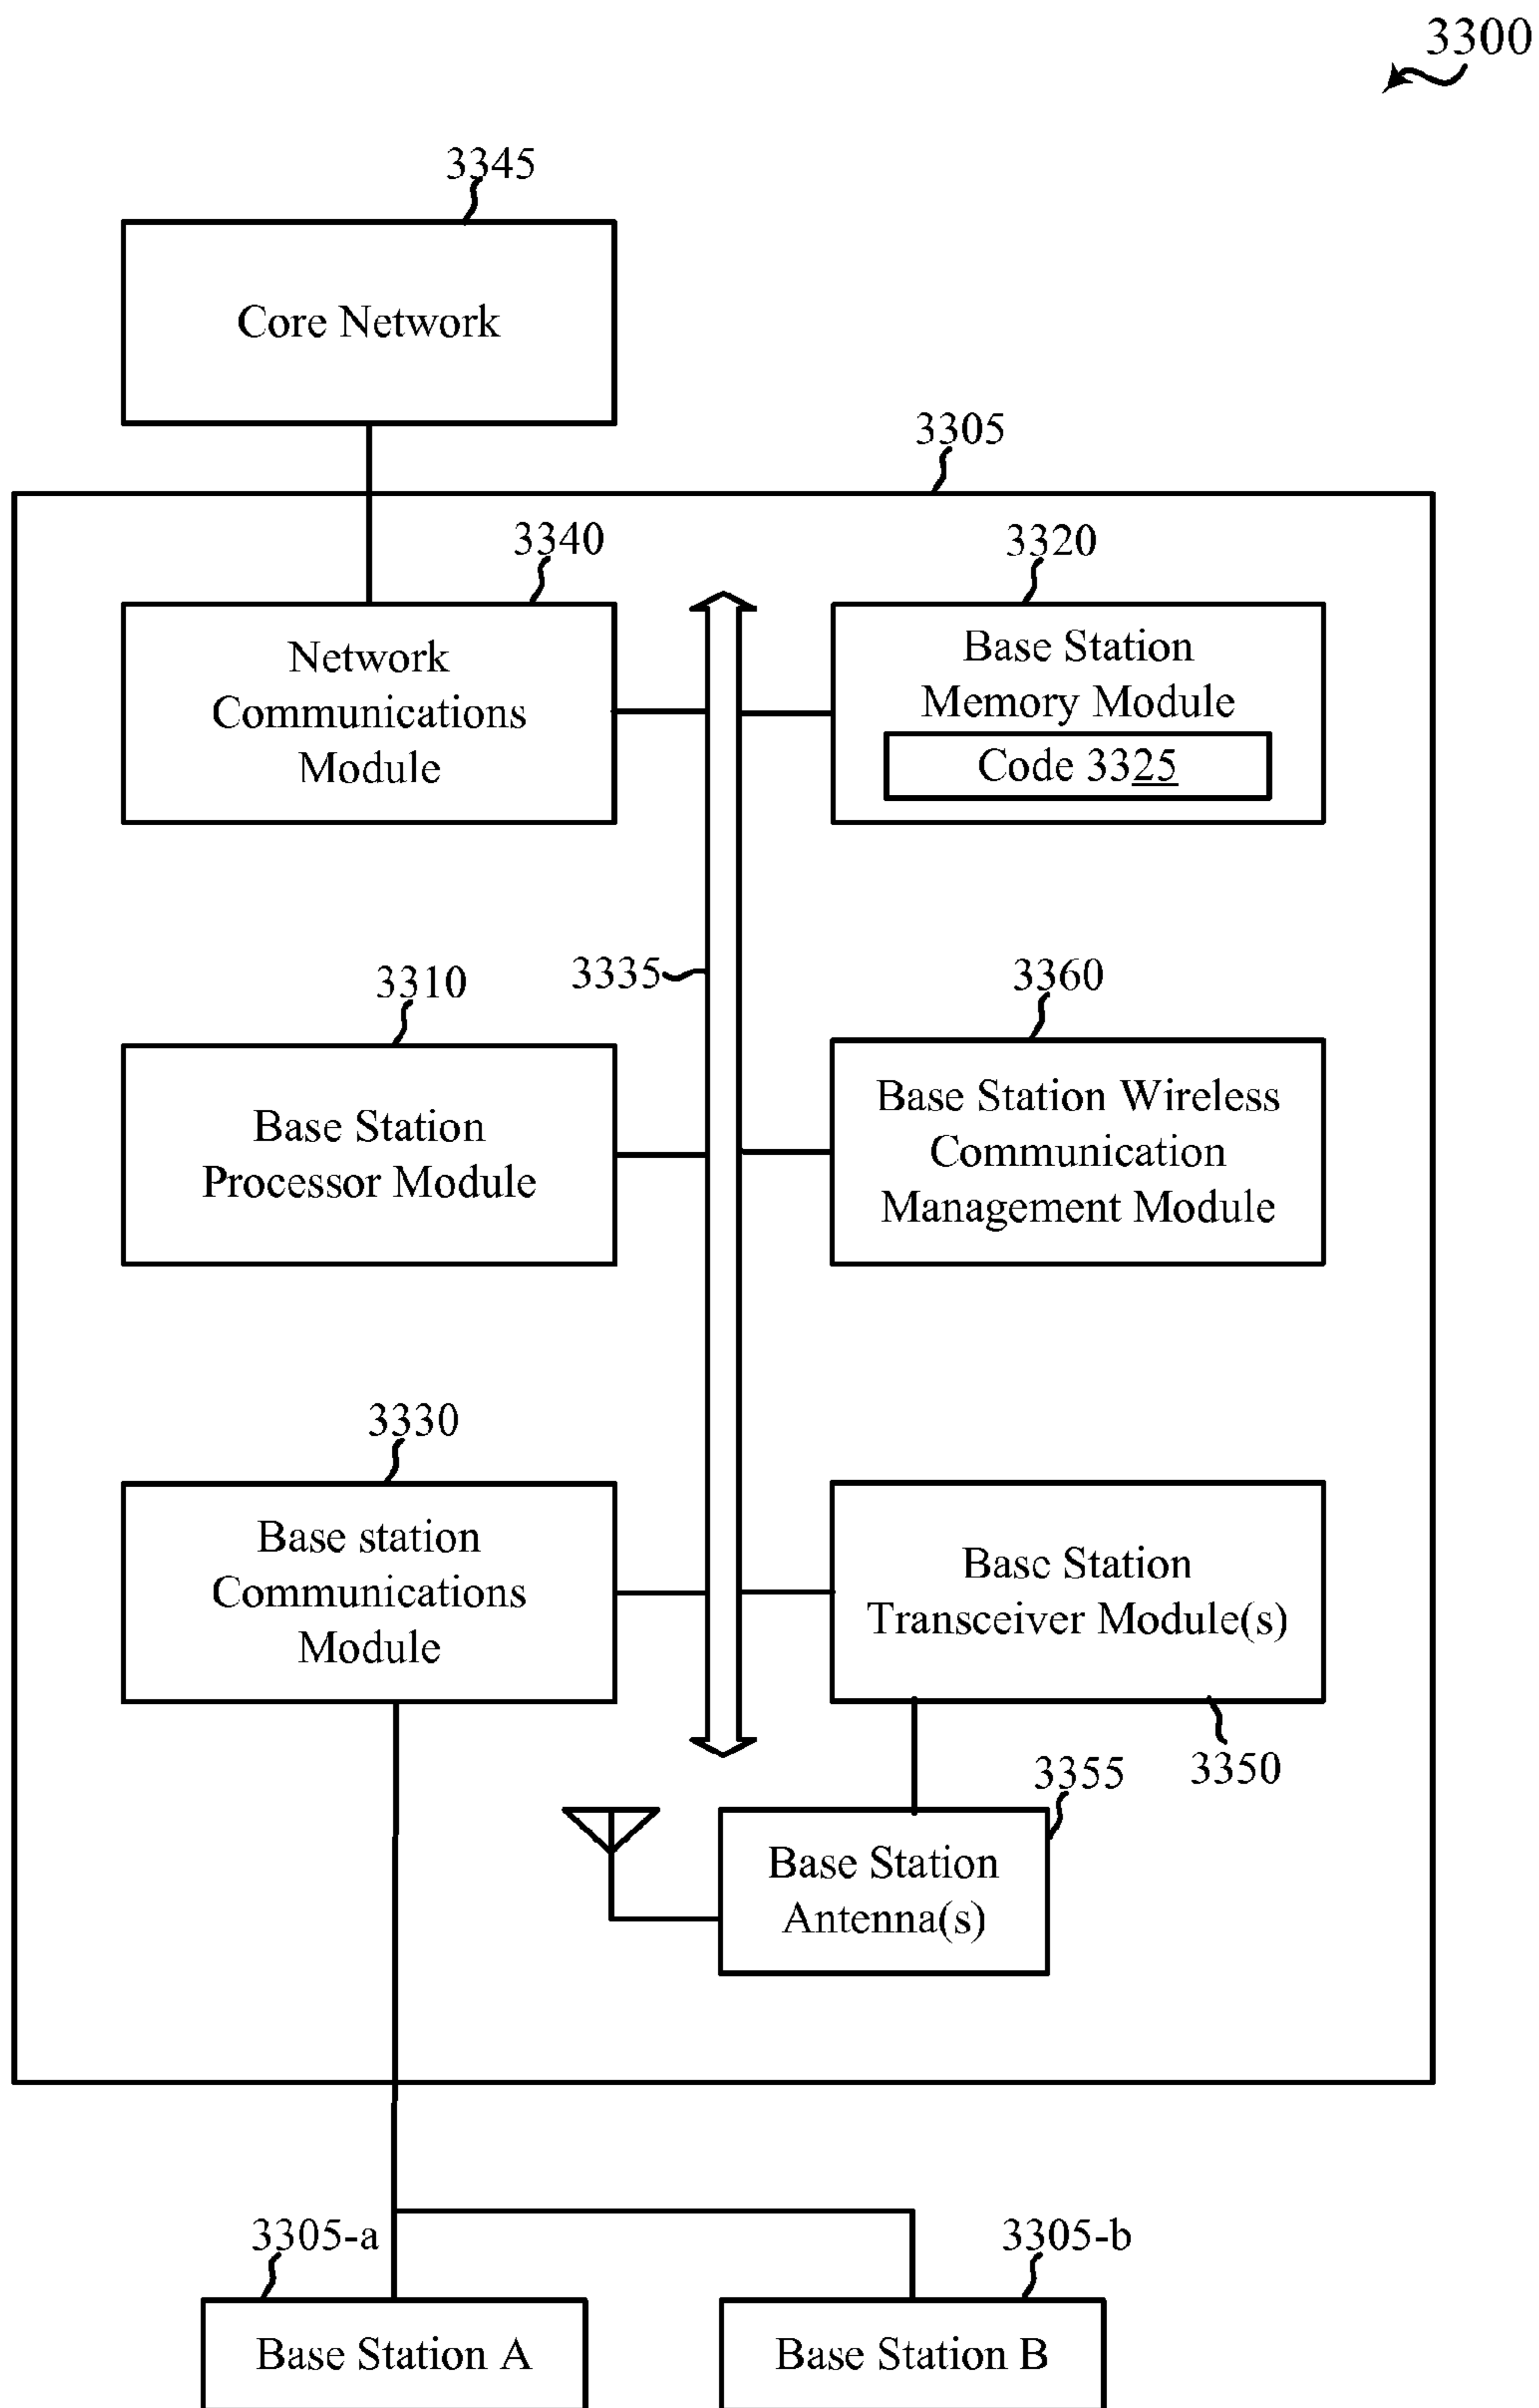 3300
3345
Core Network
3305
3340
3320
Network
Communications
Module
Base Station
Memory Module
Code 3325
3335
3310
3360
Base Station
Processor Module
Base Station Wireless
Communication
Management Module
3330
Base station
Communications
Module
Base Station
Transceiver Module(s)
3350
3355
Base Station
Antenna(s)
3305-a
3305-b
Base Station A
Base Station B